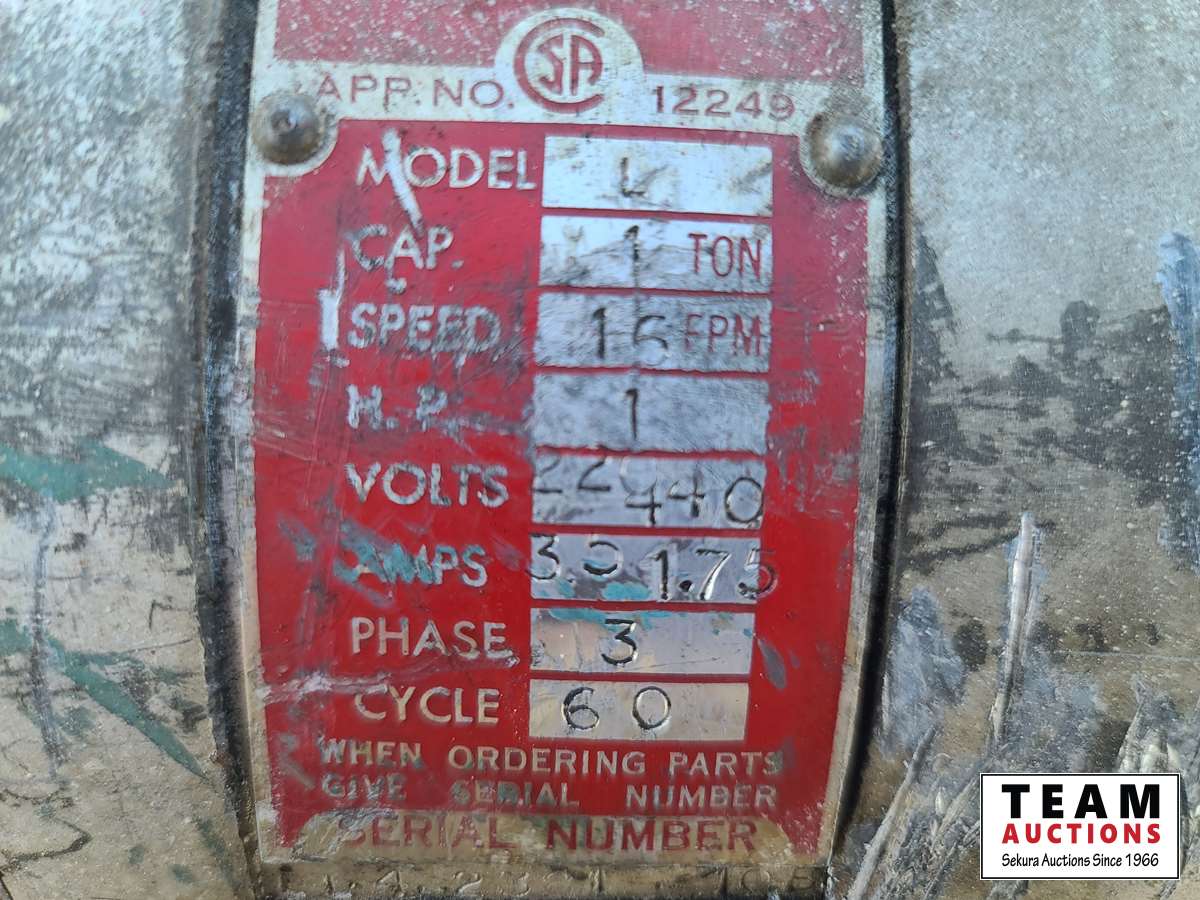 CSA
APP. NO. 12249
MODEL L
CAP. 1 TON
SPEED 16 FPM
H. P. 1
VOLTS 220 440
AMPS 3.5 1.75
PHASE 3
CYCLE 60
WHEN ORDERING PARTS
GIVE SERIAL NUMBER
SERIAL NUMBER
TEAM
AUCTIONS
Sekura Auctions Since 1966